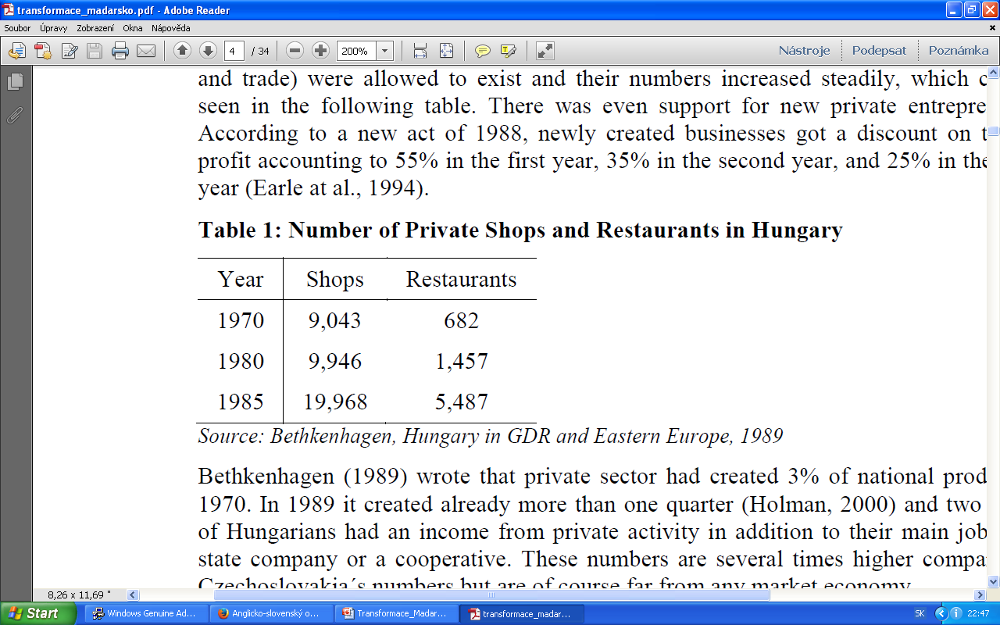 transformace_madarsko.pdf - Adobe Reader
Soubor Úpravy Zobrazení Okna Nápověda
4 / 34 200% Nástroje Podepsat Poznámka
and trade) were allowed to exist and their numbers increased steadily, which c
seen in the following table. There was even support for new private entrepre
According to a new act of 1988, newly created businesses got a discount on t
profit accounting to 55% in the first year, 35% in the second year, and 25% in the
year (Earle at al., 1994).
Table 1: Number of Private Shops and Restaurants in Hungary
Year Shops Restaurants
1970 9,043 682
1980 9,946 1,457
1985 19,968 5,487
Source: Bethkenhagen, Hungary in GDR and Eastern Europe, 1989
Bethkenhagen (1989) wrote that private sector had created 3% of national prod
1970. In 1989 it created already more than one quarter (Holman, 2000) and two
of Hungarians had an income from private activity in addition to their main job
state company or a cooperative. These numbers are several times higher compa
Czechoslovakia´s numbers but are of course far from any market economy.
8,26 x 11,69 "
Start Windows Genuine Ad... Anglicko-slovenský o... Transformace_Madar... transformace_madar... SK 22:47